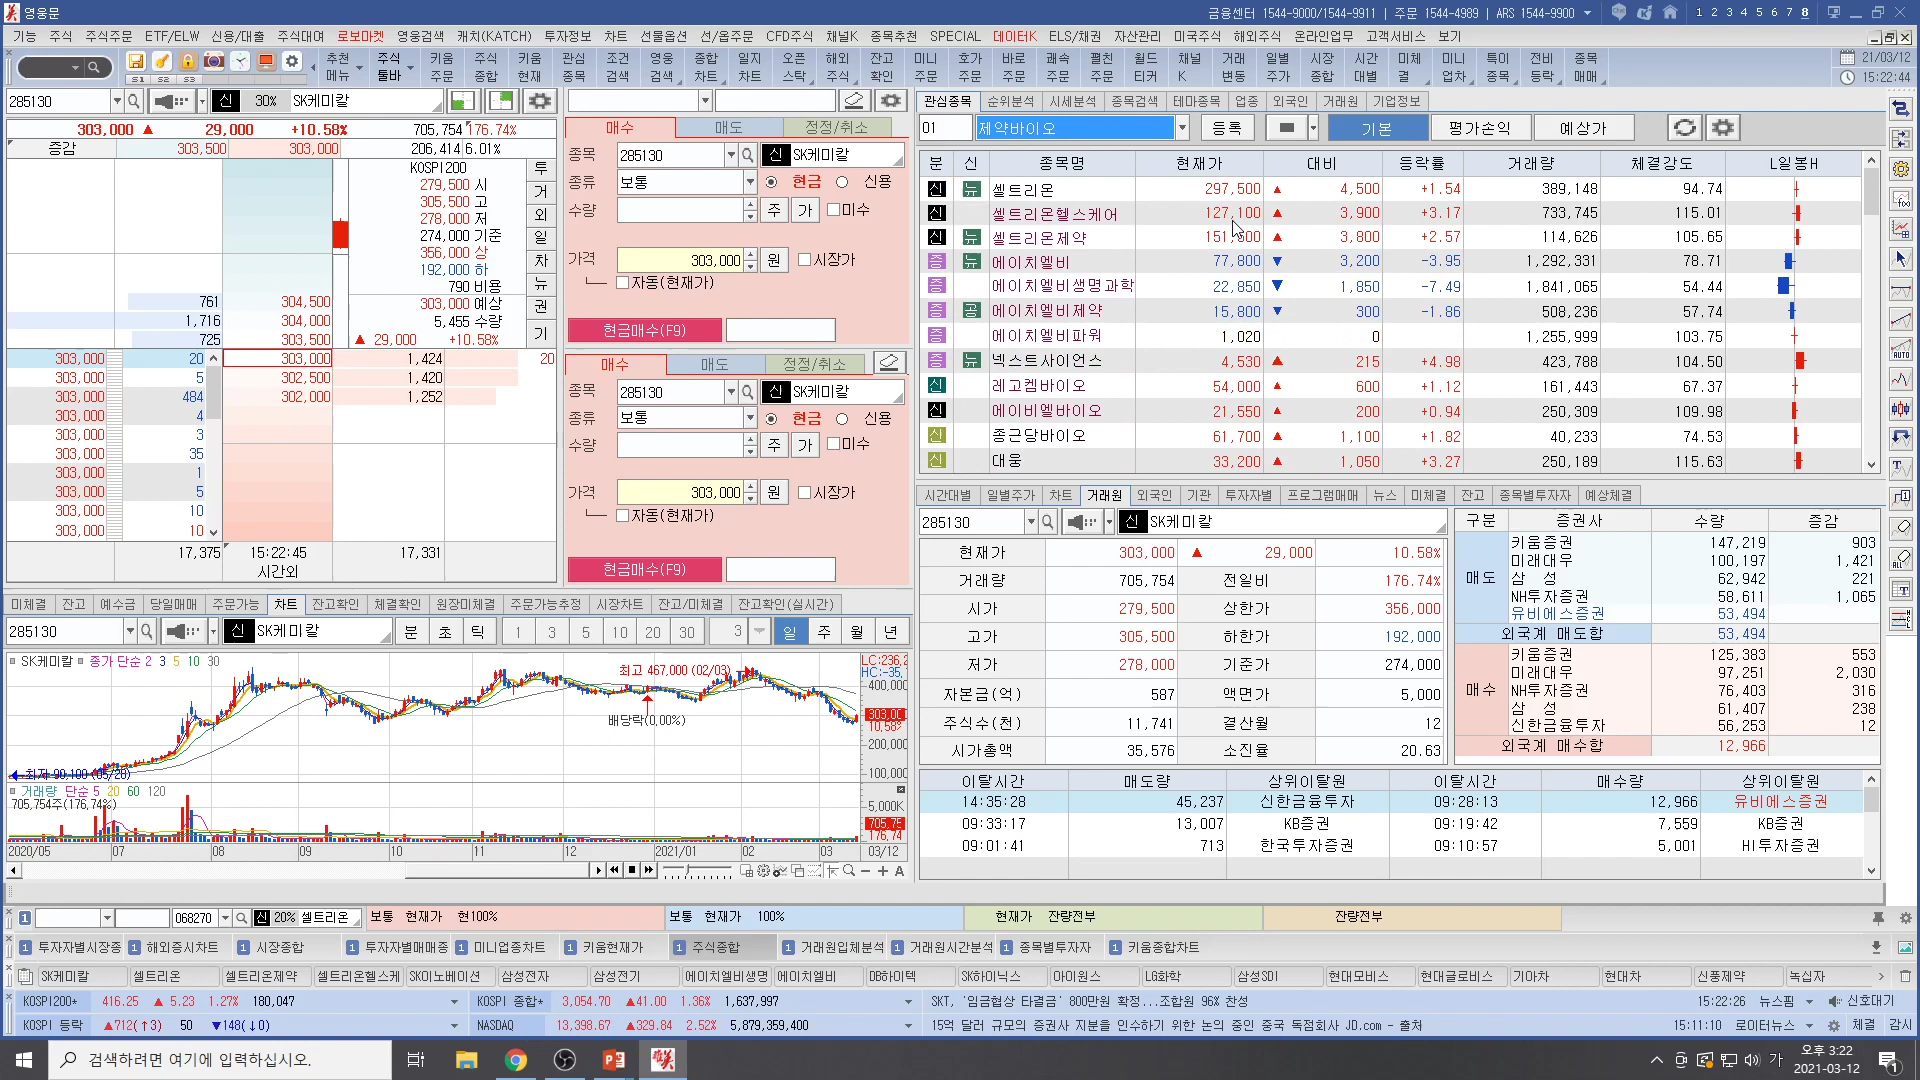 영웅문
금융센터 1544-9000/1544-9911 | 주문 1544-4989 | ARS 1544-9900
1 2 3 4 5 6 7 8
기능 주식 주식주문 ETF/ELW 신용/대출 주식대여 로보마켓 영웅검색 캐치(KATCH) 투자정보 차트 선물옵션 선/옵주문 CFD주식 채널K 종목추천 SPECIAL 데이터K ELS/채권 자산관리 미국주식 해외주식 온라인업무 고객서비스 보기
S1 S2 S3
추천 메뉴 주식 툴바 키움 주문 주식 종합 키움 현재 관심 종목 조건 검색 영웅 검색 종합 차트 일지 차트 오픈 스탁 해외 주식 잔고 확인 미니 주문 호가 주문 바로 주문 쾌속 주문 펼친 주문 월드 티커 채널 K 거래 변동 일별 주가 시장 종합 시간 대별 미체 결 미니 업차 특이 종목 전비 등락 종목 매매
21/03/12
15:22:44
285130 신 30% SK케미칼
303,000 ▲ 29,000 +10.58% 705,754 176.74%
증감 303,500 303,000 206,414 6.01%
KOSPI200 투
279,500 시 거
305,500 고
278,000 저 외
274,000 기준 일
356,000 상 차
192,000 하
790 비용 뉴
303,000 예상 권
5,455 수량
▲ 29,000 +10.58% 기
761 304,500
1,716 304,000
725 303,500
303,000 20 303,000 1,424 20
303,000 5 302,500 1,420
303,000 484 302,000 1,252
303,000 4
303,000 3
303,000 35
303,000 1
303,000 5
303,000 10
303,000 10
17,375 15:22:45 17,331
시간외
매수 매도 정정/취소
종목 285130 신 SK케미칼
종류 보통 현금 신용
수량 주 가 미수
가격 303,000 원 시장가
자동(현재가)
현금매수(F9)
매수 매도 정정/취소
종목 285130 신 SK케미칼
종류 보통 현금 신용
수량 주 가 미수
가격 303,000 원 시장가
자동(현재가)
현금매수(F9)
관심종목 순위분석 시세분석 종목검색 테마종목 업종 외국인 거래원 기업정보
01 제약바이오 등록 기본 평가손익 예상가
분 신 종목명 현재가 대비 등락률 거래량 체결강도 L일봉H
신 뉴 셀트리온 297,500 ▲ 4,500 +1.54 389,148 94.74
신 셀트리온헬스케어 127,100 ▲ 3,900 +3.17 733,745 115.01
신 뉴 셀트리온제약 ▲ 3,800 +2.57 114,626 105.65
증 뉴 에이치엘비 77,800 ▼ 3,200 -3.95 1,292,331 78.71
증 에이치엘비생명과학 22,850 ▼ 1,850 -7.49 1,841,065 54.44
증 공 에이치엘비제약 15,800 ▼ 300 -1.86 508,236 57.74
증 에이치엘비파워 1,020 0 1,255,999 103.75
증 뉴 넥스트사이언스 4,530 ▲ 215 +4.98 423,788 104.50
신 레고켐바이오 54,000 ▲ 600 +1.12 161,443 67.37
신 에이비엘바이오 21,550 ▲ 200 +0.94 250,309 109.98
신 종근당바이오 61,700 ▲ 1,100 +1.82 40,233 74.53
신 대웅 33,200 ▲ 1,050 +3.27 250,189 115.63
시간대별 일별주가 차트 거래원 외국인 기관 투자자별 프로그램매매 뉴스 미체결 잔고 종목별투자자 예상체결
285130 신 SK케미칼
현재가 303,000 ▲ 29,000 10.58%
거래량 705,754 전일비 176.74%
시가 279,500 상한가 356,000
고가 305,500 하한가 192,000
저가 278,000 기준가 274,000
자본금(억) 587 액면가 5,000
주식수(천) 11,741 결산월 12
시가총액 35,576 소진율 20.63
구분 증권사 수량 증감
매도
키움증권 147,219 903
미래대우 100,197 1,421
삼 성 62,942 221
NH투자증권 58,611 1,065
유비에스증권 53,494
외국계 매도합 53,494
매수
키움증권 125,383 553
미래대우 97,251 2,030
NH투자증권 76,403 316
삼 성 61,407 238
신한금융투자 56,253 12
외국계 매수합 12,966
이탈시간 매도량 상위이탈원 이탈시간 매수량 상위이탈원
14:35:28 45,237 신한금융투자 09:28:13 12,966 유비에스증권
09:33:17 13,007 KB증권 09:19:42 7,559 KB증권
09:01:41 713 한국투자증권 09:10:57 5,001 HI투자증권
미체결 잔고 예수금 당일매매 주문가능 차트 잔고확인 체결확인 원장미체결 주문가능추정 시장차트 잔고/미체결 잔고확인(실시간)
285130 신 SK케미칼 분 초 틱 1 3 5 10 20 30 3 일 주 월 년
SK케미칼 종가 단순 2 3 5 10 30
최고 467,000 (02/03)
배당락(0,00%)
LC:236,2
HC:-35,
400,000
303,00
10,58%
200,000
100,000
거래량 단순 5 20 60 120
705,754주(176,74%)
5,000K
705,75
176,74
2020/05 07 08 09 10 11 12 2021/01 02 03 03/12
1 068270 신 20% 셀트리온 보통 현재가 현100% 보통 현재가 100% 현재가 잔량전부 잔량전부
1 투자자별시장종 1 해외증시차트 1 시장종합 1 투자자별매매종 1 미니업종차트 1 키움현재가 1 주식종합 1 거래원입체분석 1 거래원시간분석 1 종목별투자자 1 키움종합차트
SK케미칼 셀트리온 셀트리온제약 셀트리온헬스케 SK이노베이션 삼성전자 삼성전기 에이치엘비생명 에이치엘비 DB하이텍 SK하이닉스 아이원스 LG화학 삼성SDI 현대모비스 현대글로비스 기아차 현대차 신풍제약 녹십자
KOSPI200* 416.25 ▲ 5.23 1.27% 180,047 KOSPI 종합* 3,054.70 ▲41.00 1.36% 1,637,997 SKT, '임금협상 타결금' 800만원 확정...조합원 96% 찬성 15:22:26 뉴스핌 신호대기
KOSPI 등락 ▲712(↑3) 50 ▼148(↓0) NASDAQ 13,398.67 ▲329.84 2.52% 5,879,359,400 15억 달러 규모의 증권사 지분을 인수하기 위한 논의 중인 중국 독점회사 JD.com - 출처 15:11:10 로이터뉴스 체결 감시
검색하려면 여기에 입력하십시오.
가 오후 3:22
2021-03-12
1